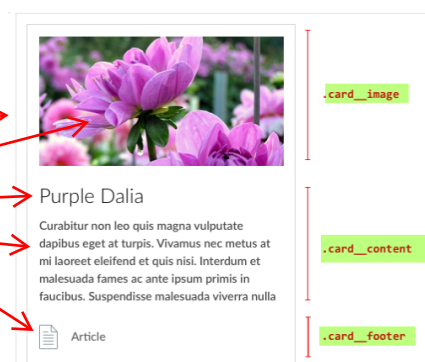 .card__image
Purple Dalia
Curabitur non leo quis magna vulputate
dapibus eget at turpis. Vivamus nec metus at
mi laoreet eleifend et quis nisi. Interdum et
malesuada fames ac ante ipsum primis in
faucibus. Suspendisse malesuada viverra nulla
.card__content
Article
.card__footer